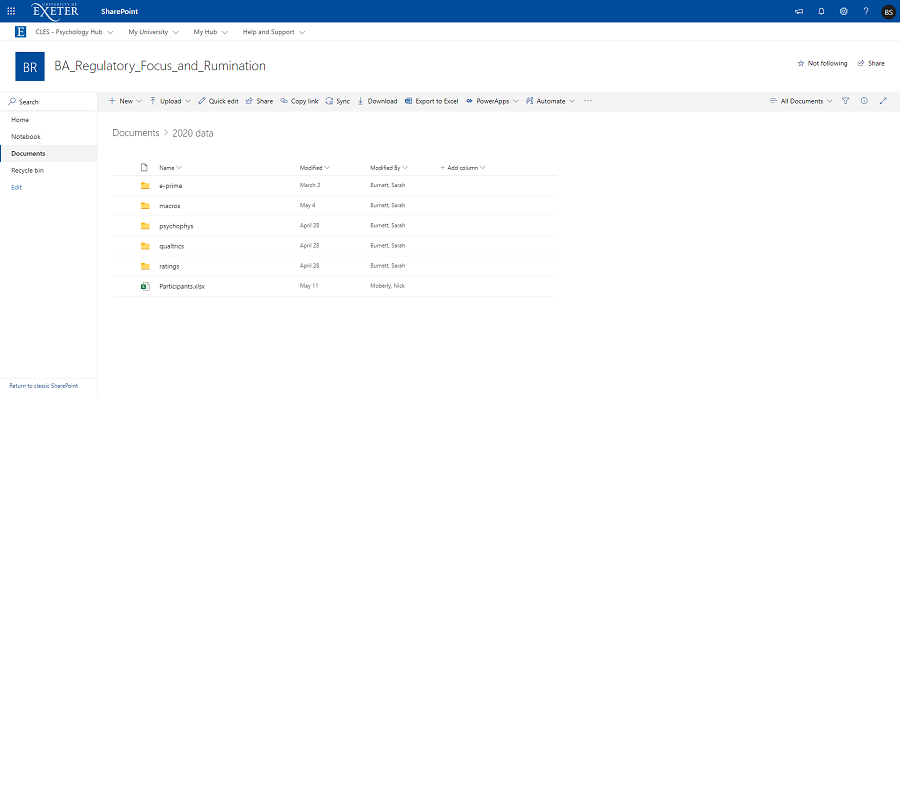 UNIVERSITY OF
EXETER SharePoint ? BS
E CLES - Psychology Hub My University My Hub Help and Support
BR BA_Regulatory_Focus_and_Rumination Not following Share
Search + New Upload Quick edit Share Copy link Sync Download Export to Excel PowerApps Automate ··· All Documents
Home
Notebook
Documents
Recycle bin
Edit
Documents > 2020 data
Name Modified Modified By + Add column
e-prime March 2 Burnett, Sarah
macros May 4 Burnett, Sarah
psychophys April 28 Burnett, Sarah
qualtrics April 28 Burnett, Sarah
ratings April 28 Burnett, Sarah
Participants.xlsx May 11 Moberly, Nick
Return to classic SharePoint